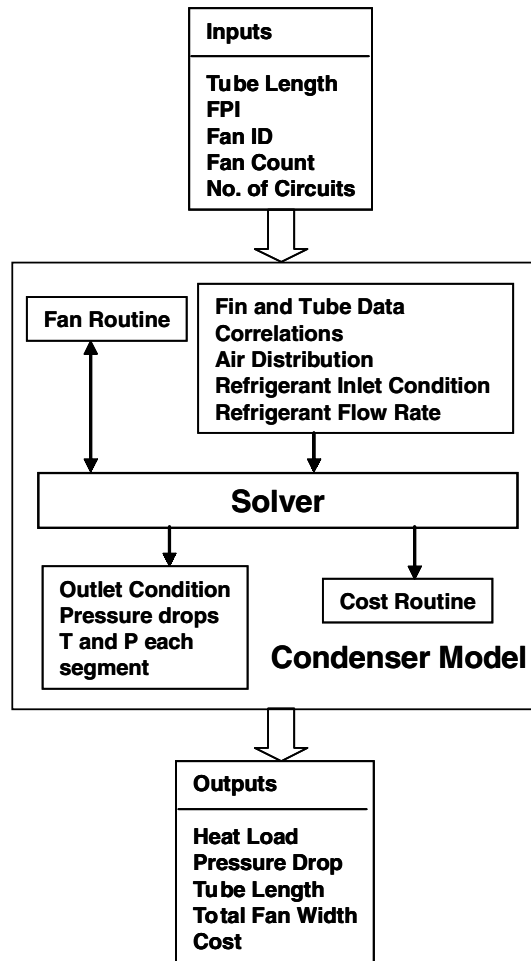 Inputs
Tube Length
FPI
Fan ID
Fan Count
No. of Circuits
Fan Routine
Fin and Tube Data
Correlations
Air Distribution
Refrigerant Inlet Condition
Refrigerant Flow Rate
Solver
Outlet Condition
Pressure drops
T and P each
segment
Cost Routine
Condenser Model
Outputs
Heat Load
Pressure Drop
Tube Length
Total Fan Width
Cost